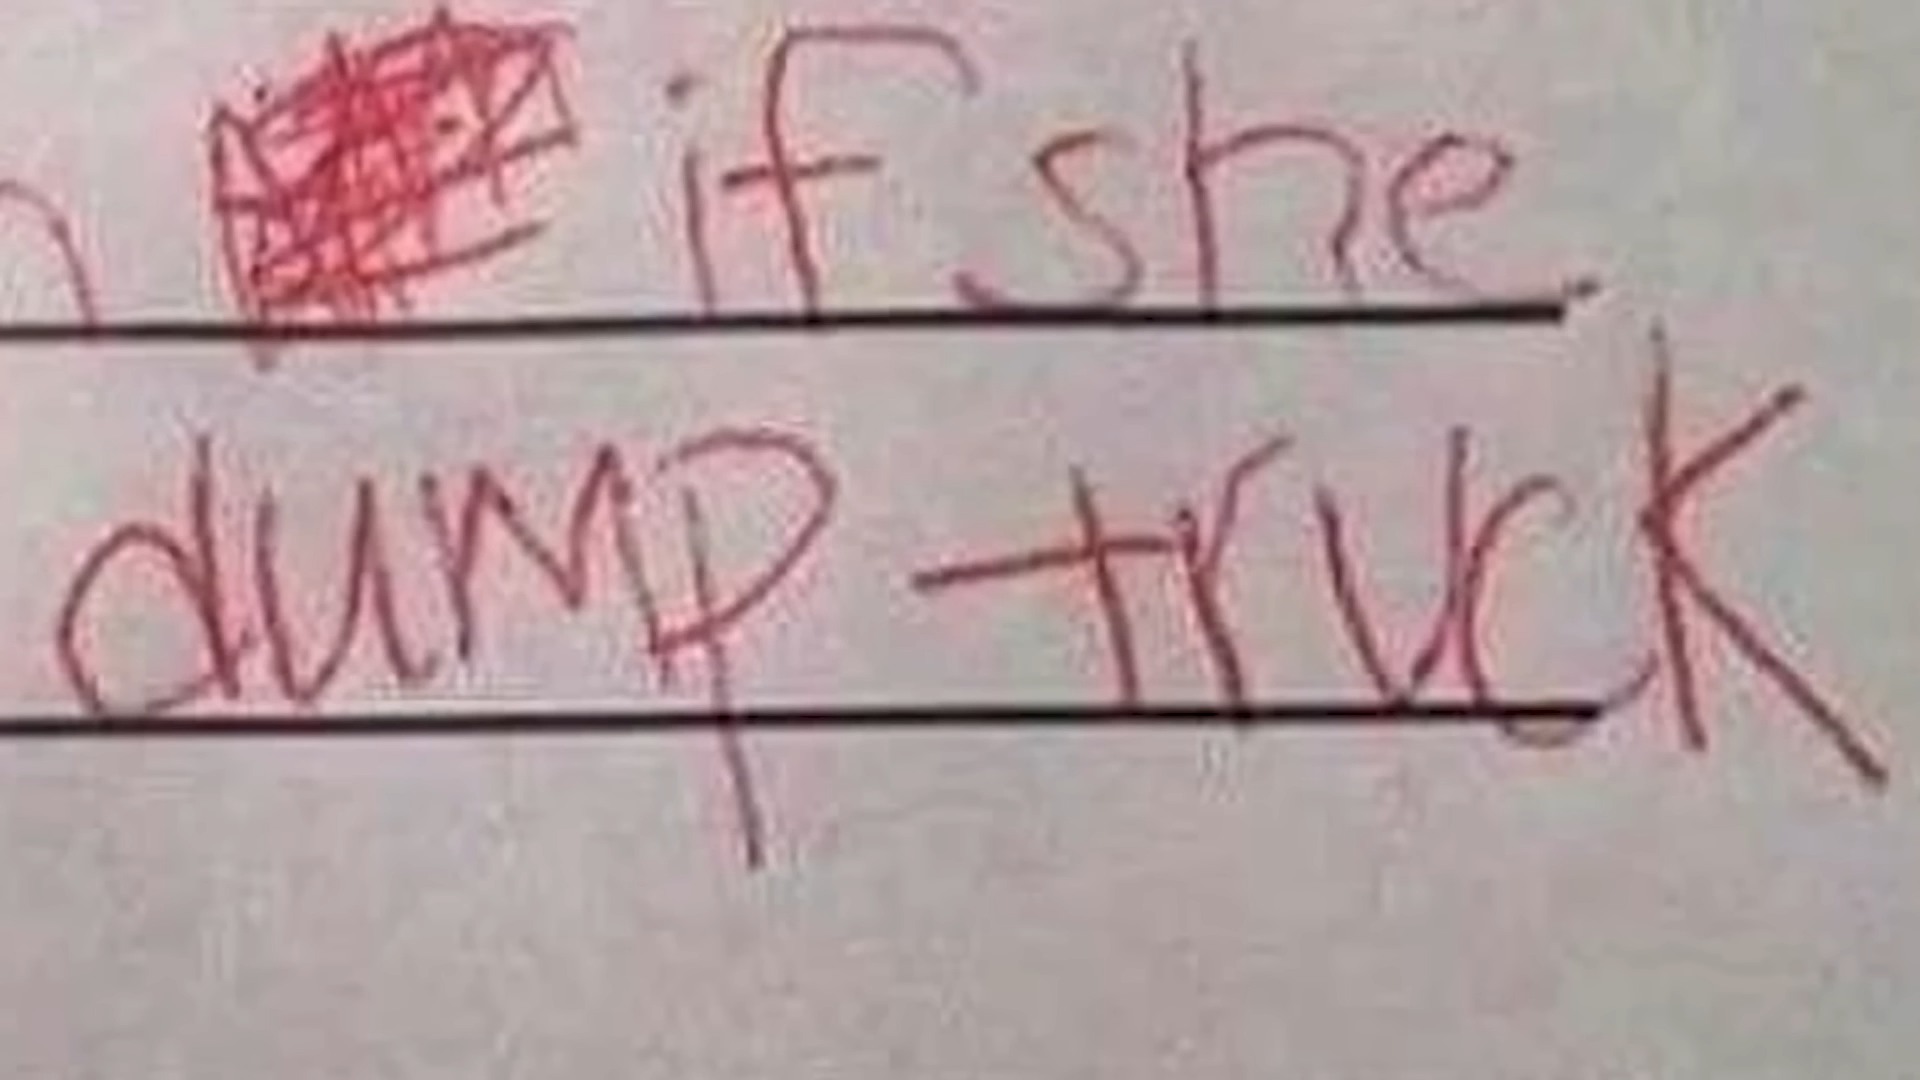 n if she
dump truck